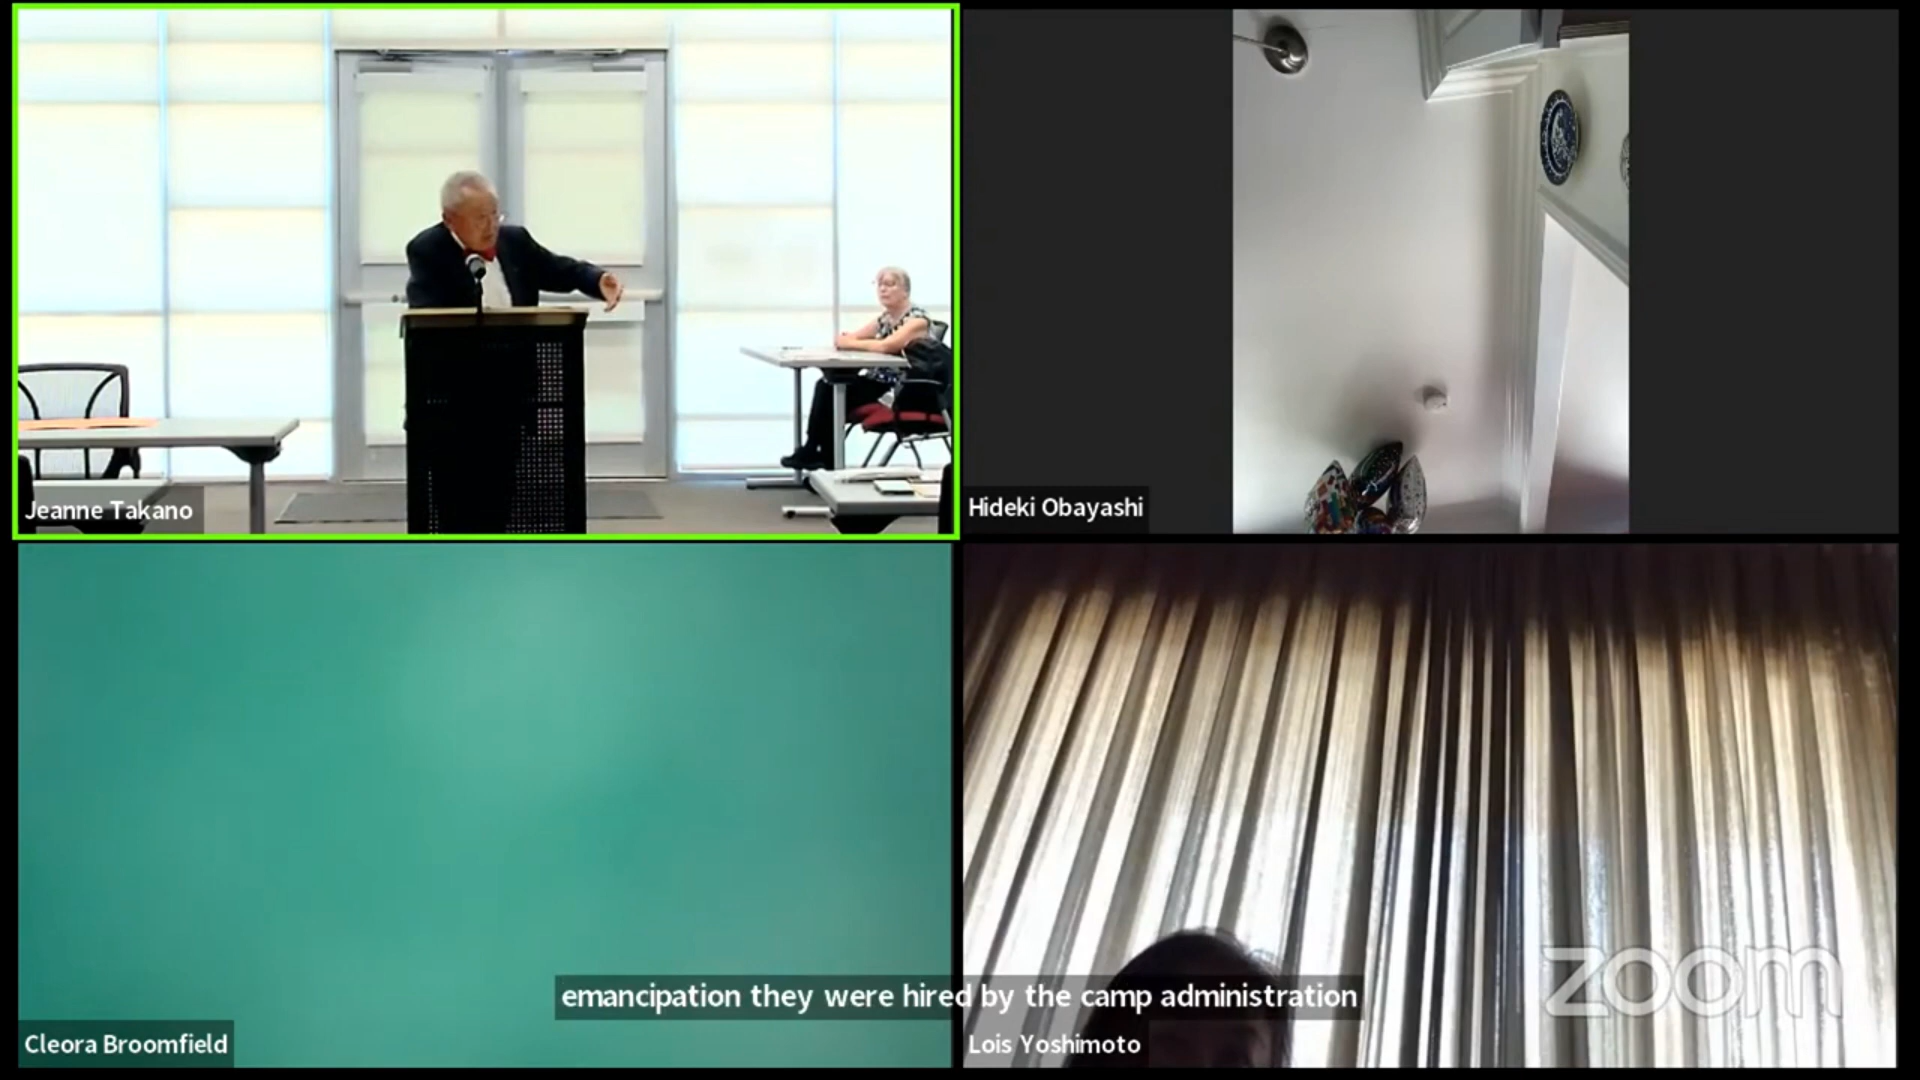 Jeanne Takano
Hideki Obayashi
emancipation they were hired by the camp administration
Cleora Broomfield
Lois Yoshimoto
zoom